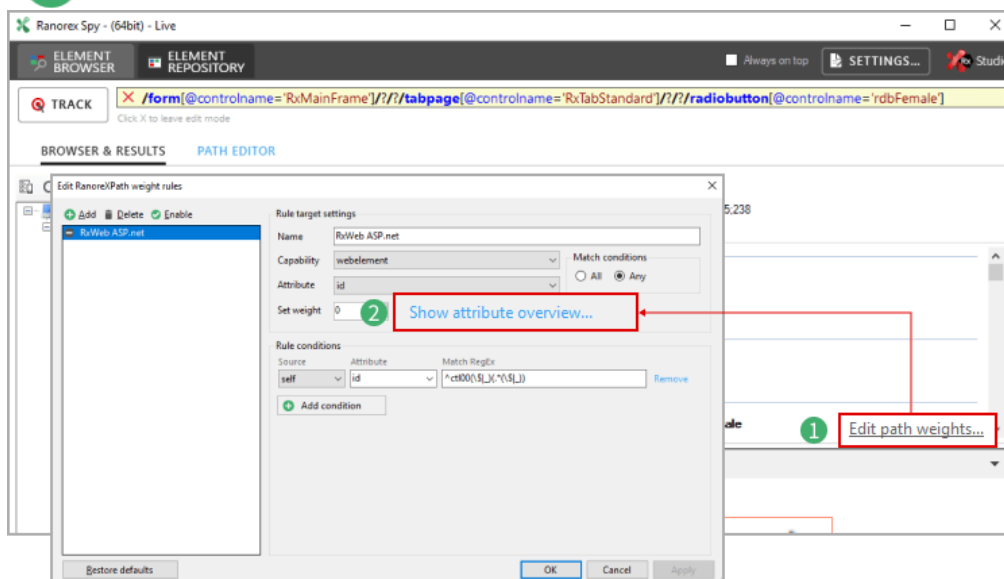 Ranorex Spy - (64bit) - Live
ELEMENT BROWSER
ELEMENT REPOSITORY
Always on top
SETTINGS...
Rx Studio
TRACK
/form[@controlname='RxMainFrame']/?/?/tabpage[@controlname='RxTabStandard']/?/?/radiobutton[@controlname='rdbFemale']
Click X to leave edit mode
BROWSER & RESULTS PATH EDITOR
Edit RanoreXPath weight rules
5;238
Add Delete Enable
RxWeb ASP.net
Rule target settings
Name RxWeb ASP.net
Capability webelement
Match conditions
All Any
Attribute id
Set weight 0
2 Show attribute overview...
Rule conditions
Source Attribute Match RegEx
self id ^ctl00(\$|_)(.*(\$|_))
Remove
Add condition
ale
1 Edit path weights...
Restore defaults
OK Cancel Apply